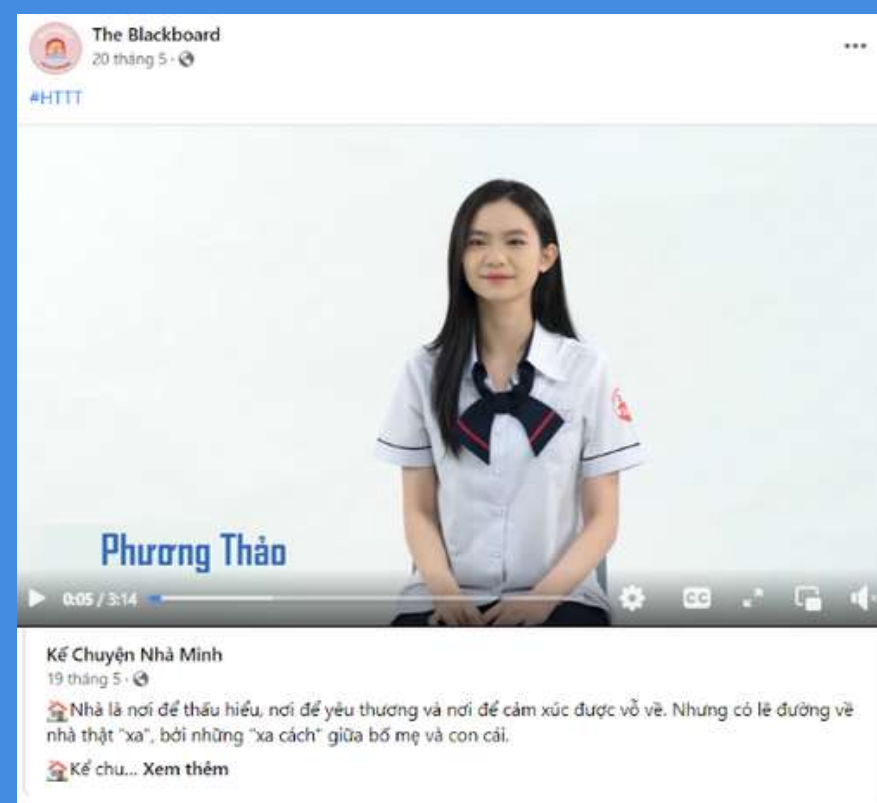 The Blackboard
20 tháng 5 ·
#HTTT
Phương Thảo
0:05 / 3:14
CC
Kể Chuyện Nhà Mình
19 tháng 5 ·
🏠Nhà là nơi để thấu hiểu, nơi để yêu thương và nơi để cảm xúc được vỗ về. Nhưng có lẽ đường về
nhà thật "xa", bởi những "xa cách" giữa bố mẹ và con cái.
🏠Kể chu... Xem thêm